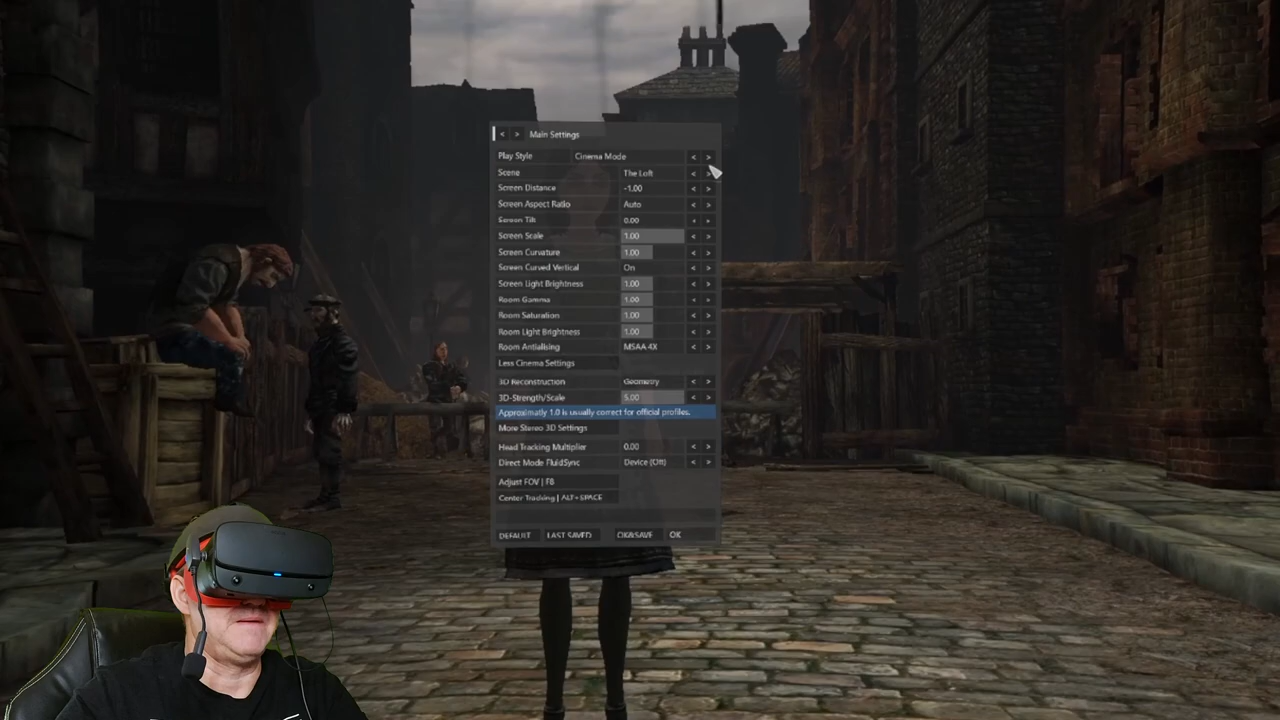 < > Main Settings
Play Style Cinema Mode < >
Scene The Loft < >
Screen Distance -1.00 < >
Screen Aspect Ratio Auto < >
Screen Tilt 0.00 < >
Screen Scale 1.00 < >
Screen Curvature 1.00 < >
Screen Curved Vertical On < >
Screen Light Brightness 1.00 < >
Room Gamma 1.00 < >
Room Saturation 1.00 < >
Room Light Brightness 1.00 < >
Room Antialising MSAA 4X < >
Less Cinema Settings
3D Reconstruction Geometry < >
3D-Strength/Scale 5.00 < >
Approximatly 1.0 is usually correct for official profiles.
More Stereo 3D Settings
Head Tracking Multiplier 0.00 < >
Direct Mode FluidSync Device (Off) < >
Adjust FOV | F8
Center Tracking | ALT+SPACE
DEFAULT LAST SAVED OK&SAVE OK